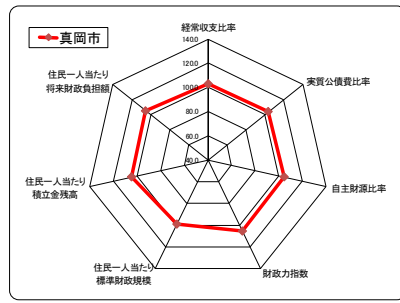 真岡市
経常収支比率
140.0
120.0
100.0
80.0
60.0
40.0
実質公債費比率
自主財源比率
財政力指数
住民一人当たり
標準財政規模
住民一人当たり
積立金残高
住民一人当たり
将来財政負担額